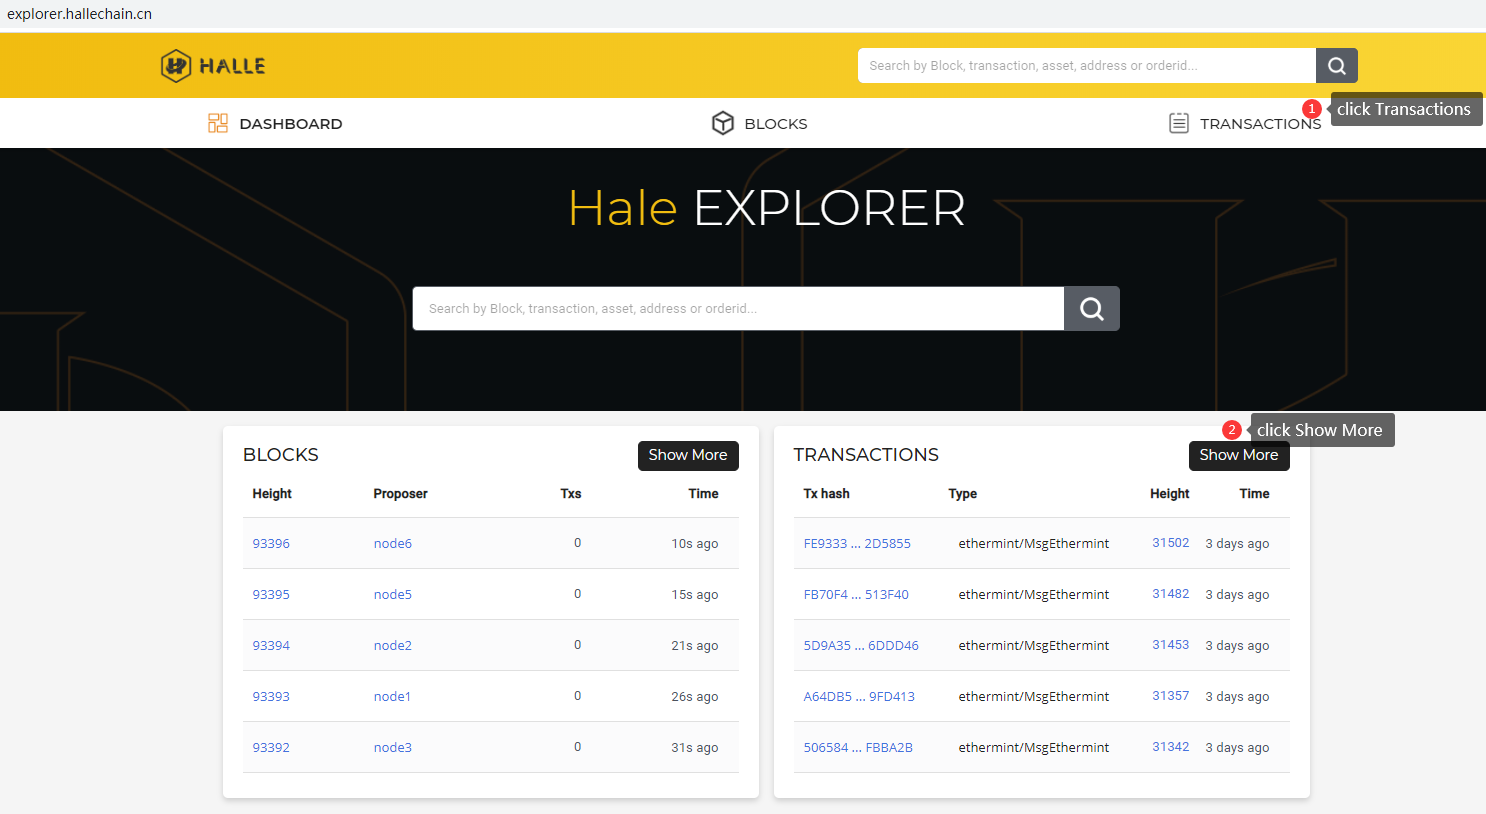 explorer.hallechain.cn
HALLE
Search by Block, transaction, asset, address or orderid...
1 click Transactions
DASHBOARD BLOCKS TRANSACTIONS
Hale EXPLORER
Search by Block, transaction, asset, address or orderid...
2 click Show More
BLOCKS Show More
Height Proposer Txs Time
93396 node6 0 10s ago
93395 node5 0 15s ago
93394 node2 0 21s ago
93393 node1 0 26s ago
93392 node3 0 31s ago
TRANSACTIONS Show More
Tx hash Type Height Time
FE9333 ... 2D5855 ethermint/MsgEthermint 31502 3 days ago
FB70F4 ... 513F40 ethermint/MsgEthermint 31482 3 days ago
5D9A35 ... 6DDD46 ethermint/MsgEthermint 31453 3 days ago
A64DB5 ... 9FD413 ethermint/MsgEthermint 31357 3 days ago
506584 ... FBBA2B ethermint/MsgEthermint 31342 3 days ago